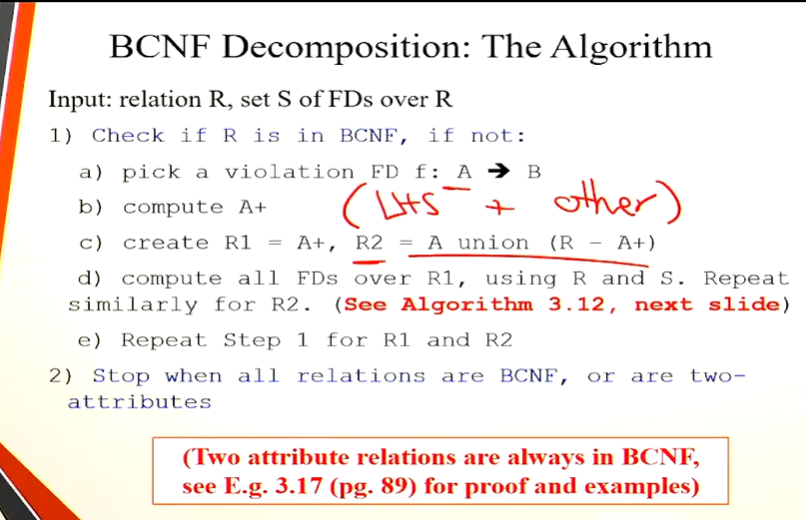 BCNF Decomposition: The Algorithm
Input: relation R, set S of FDs over R
1) Check if R is in BCNF, if not:
a) pick a violation FD f: A → B
b) compute A+ (LHS + other)
c) create R1 = A+, R2 = A union (R - A+)
d) compute all FDs over R1, using R and S. Repeat
similarly for R2. (See Algorithm 3.12, next slide)
e) Repeat Step 1 for R1 and R2
2) Stop when all relations are BCNF, or are two-
attributes
(Two attribute relations are always in BCNF,
see E.g. 3.17 (pg. 89) for proof and examples)